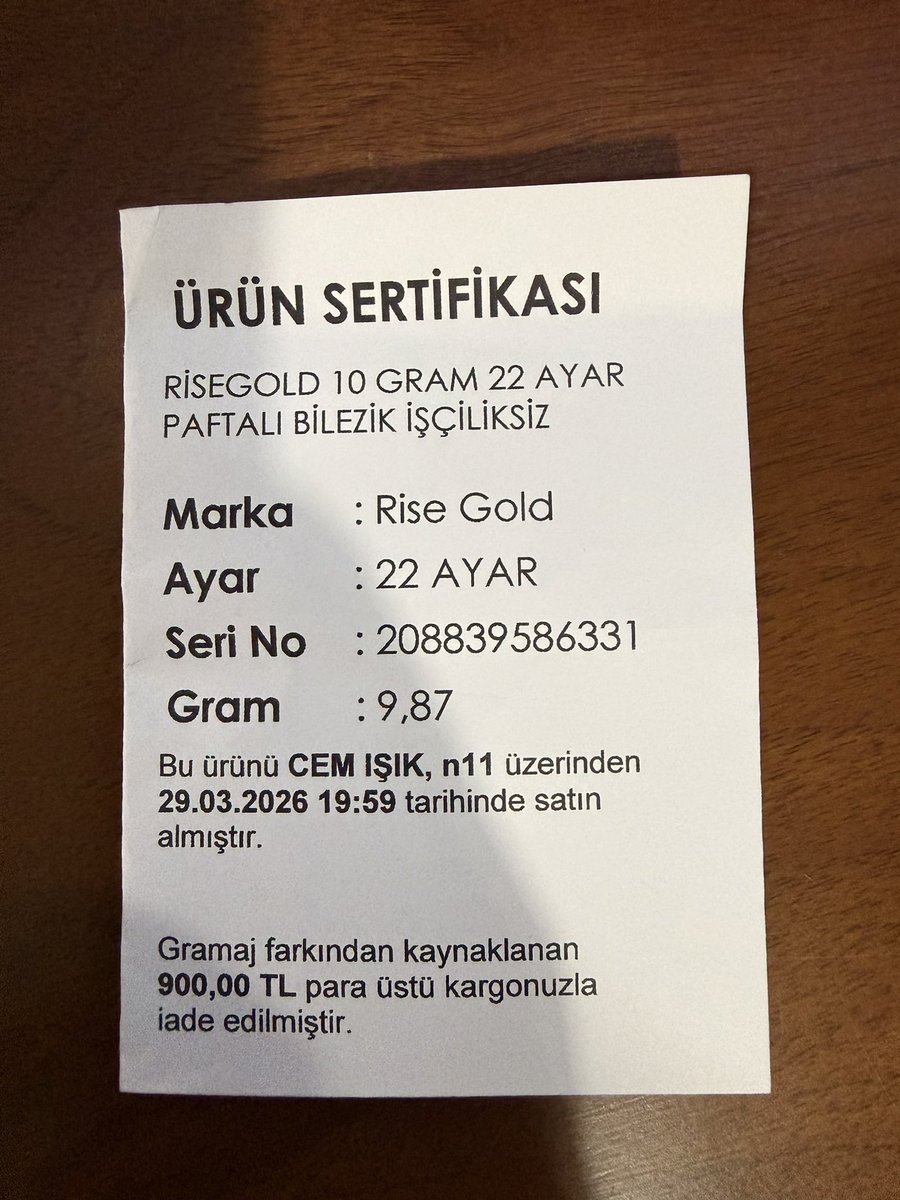 ÜRÜN SERTİFİKASI
RİSEGOLD 10 GRAM 22 AYAR
PAFTALI BİLEZİK İŞÇİLİKSİZ
Marka : Rise Gold
Ayar : 22 AYAR
Seri No : 208839586331
Gram : 9,87
Bu ürünü CEM IŞIK, n11 üzerinden
29.03.2026 19:59 tarihinde satın
almıştır.
Gramaj farkından kaynaklanan
900,00 TL para üstü kargonuzla
iade edilmiştir.